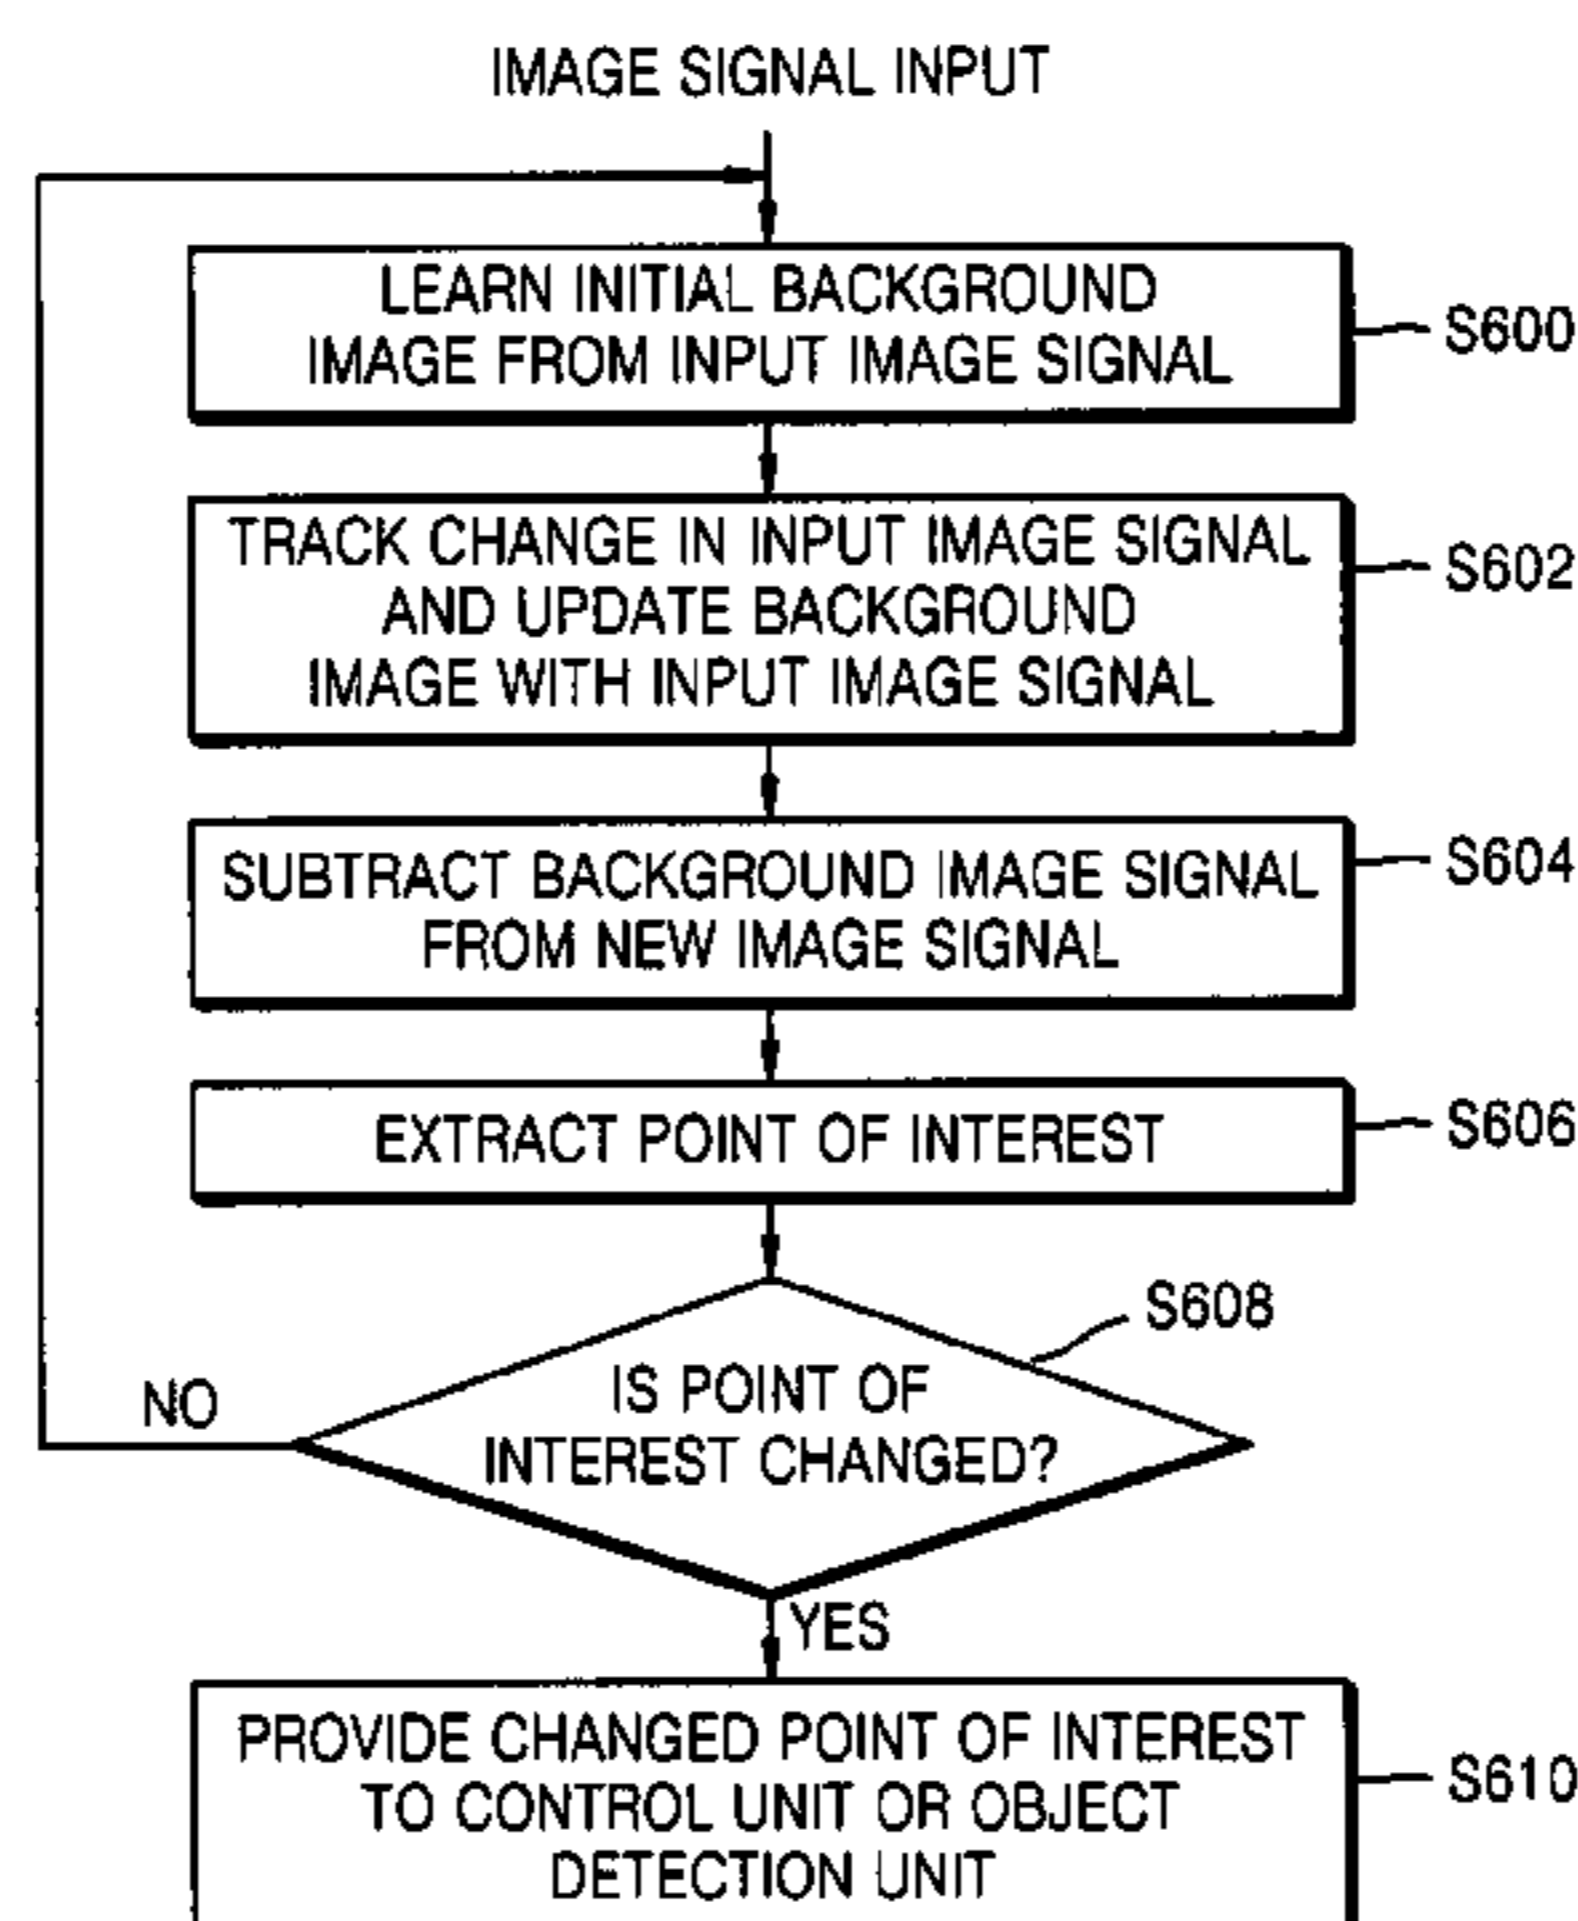 IMAGE SIGNAL INPUT
LEARN INITIAL BACKGROUND
IMAGE FROM INPUT IMAGE SIGNAL
S600
TRACK CHANGE IN INPUT IMAGE SIGNAL
AND UPDATE BACKGROUND
IMAGE WITH INPUT IMAGE SIGNAL
S602
SUBTRACT BACKGROUND IMAGE SIGNAL
FROM NEW IMAGE SIGNAL
S604
EXTRACT POINT OF INTEREST
S606
S608
IS POINT OF
INTEREST CHANGED?
NO
YES
PROVIDE CHANGED POINT OF INTEREST
TO CONTROL UNIT OR OBJECT
DETECTION UNIT
S610